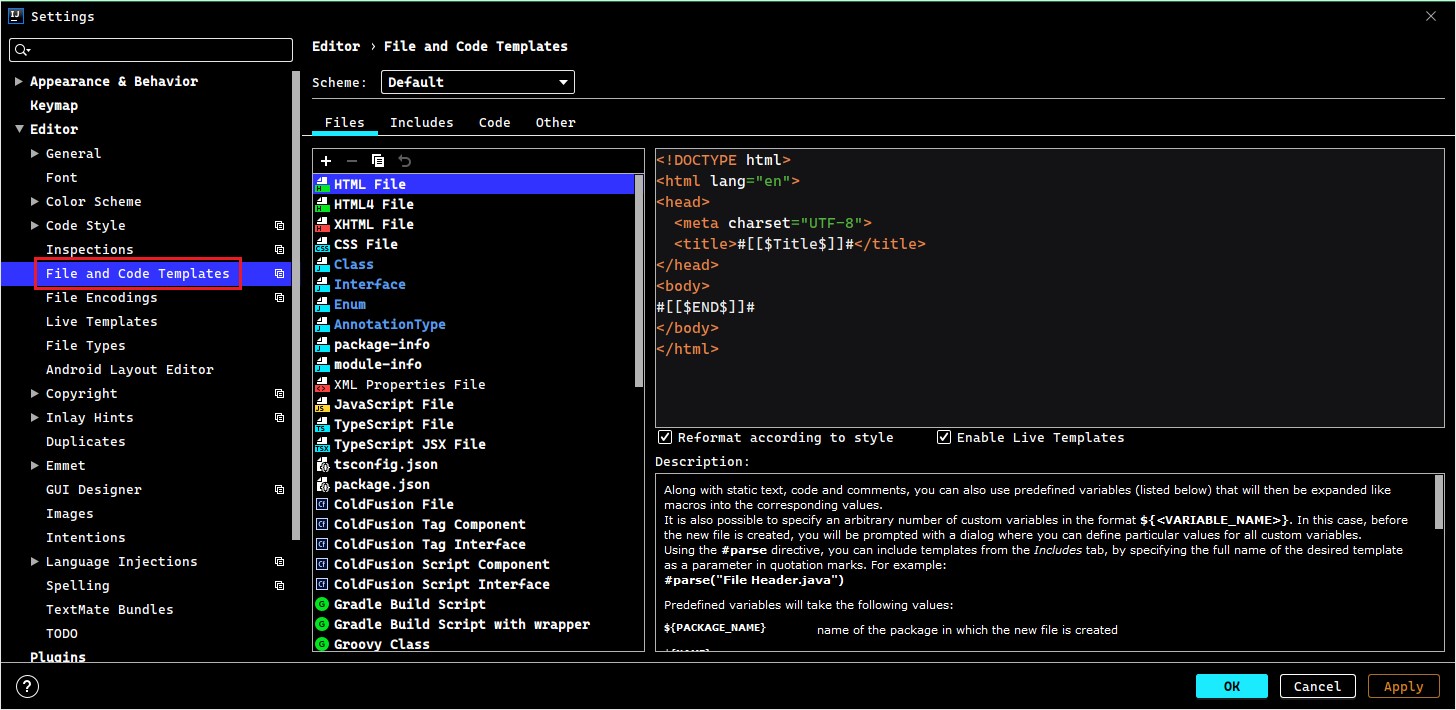 Settings
Appearance & Behavior
Keymap
Editor
General
Font
Color Scheme
Code Style
Inspections
File and Code Templates
File Encodings
Live Templates
File Types
Android Layout Editor
Copyright
Inlay Hints
Duplicates
Emmet
GUI Designer
Images
Intentions
Language Injections
Spelling
TextMate Bundles
TODO
Plugins
Editor › File and Code Templates
Scheme: Default
Files Includes Code Other
HTML File
HTML4 File
XHTML File
CSS File
Class
Interface
Enum
AnnotationType
package-info
module-info
XML Properties File
JavaScript File
TypeScript File
TypeScript JSX File
tsconfig.json
package.json
ColdFusion File
ColdFusion Tag Component
ColdFusion Tag Interface
ColdFusion Script Component
ColdFusion Script Interface
Gradle Build Script
Gradle Build Script with wrapper
Groovy Class
<!DOCTYPE html>
<html lang="en">
<head>
  <meta charset="UTF-8">
  <title>#[[$Title$]]#</title>
</head>
<body>
#[[$END$]]#
</body>
</html>
Reformat according to style Enable Live Templates
Description:
Along with static text, code and comments, you can also use predefined variables (listed below) that will then be expanded like
macros into the corresponding values.
It is also possible to specify an arbitrary number of custom variables in the format ${<VARIABLE_NAME>}. In this case, before
the new file is created, you will be prompted with a dialog where you can define particular values for all custom variables.
Using the #parse directive, you can include templates from the Includes tab, by specifying the full name of the desired template
as a parameter in quotation marks. For example:
#parse("File Header.java")
Predefined variables will take the following values:
${PACKAGE_NAME} name of the package in which the new file is created
? OK Cancel Apply